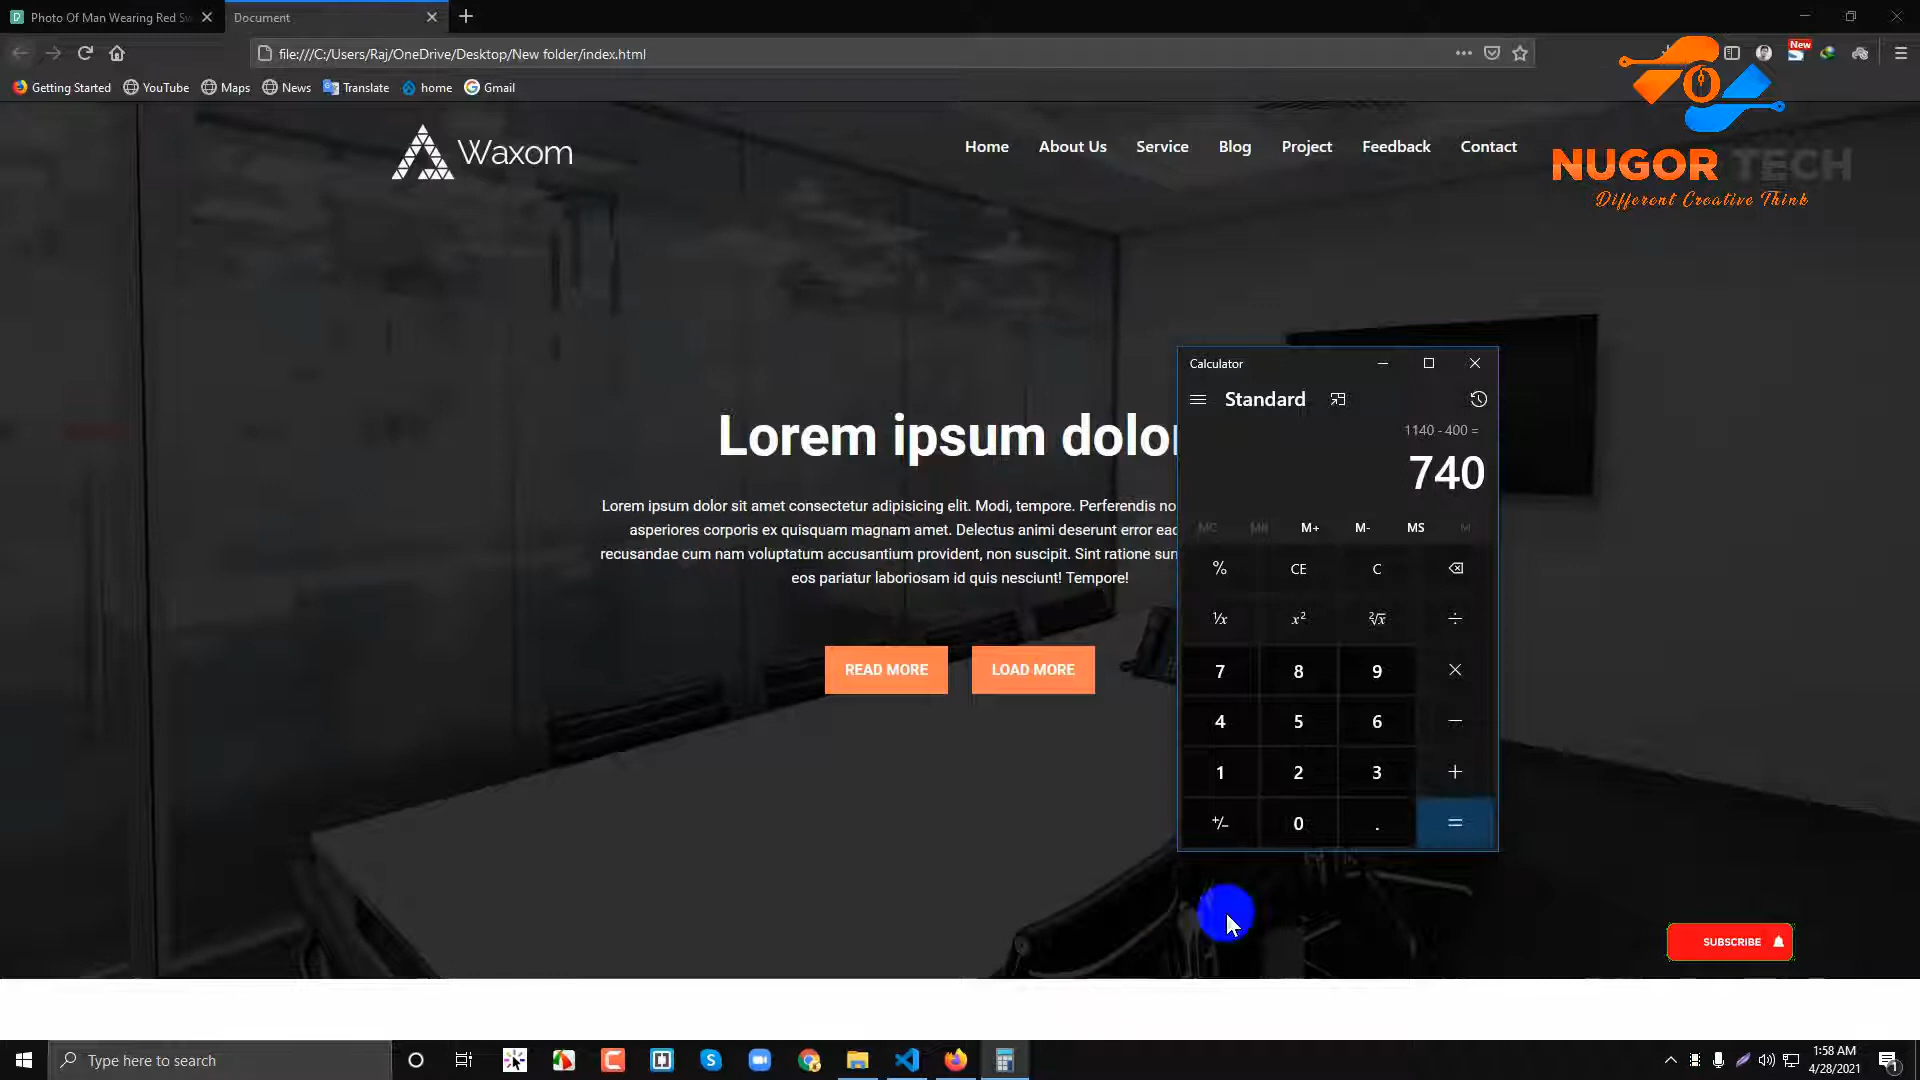 Photo Of Man Wearing Red Sw
Document
file:///C:/Users/Raj/OneDrive/Desktop/New folder/index.html
New
Getting Started
YouTube
Maps
News
Translate
home
Gmail
Waxom
Home
About Us
Service
Blog
Project
Feedback
Contact
NUGOR TECH
Different Creative Think
Lorem ipsum dolor
Lorem ipsum dolor sit amet consectetur adipisicing elit. Modi, tempore. Perferendis
asperiores corporis ex quisquam magnam amet. Delectus animi deserunt error
recusandae cum nam voluptatum accusantium provident, non suscipit. Sint ratione
eos pariatur laboriosam id quis nesciunt! Tempore!
READ MORE
LOAD MORE
Calculator
Standard
1140 - 400 =
740
MC
MR
M+
M-
MS
M
%
CE
C
⅟x
x²
²√x
÷
7
8
9
×
4
5
6
−
1
2
3
+
+/−
0
.
=
SUBSCRIBE
Type here to search
1:58 AM
4/28/2021
1